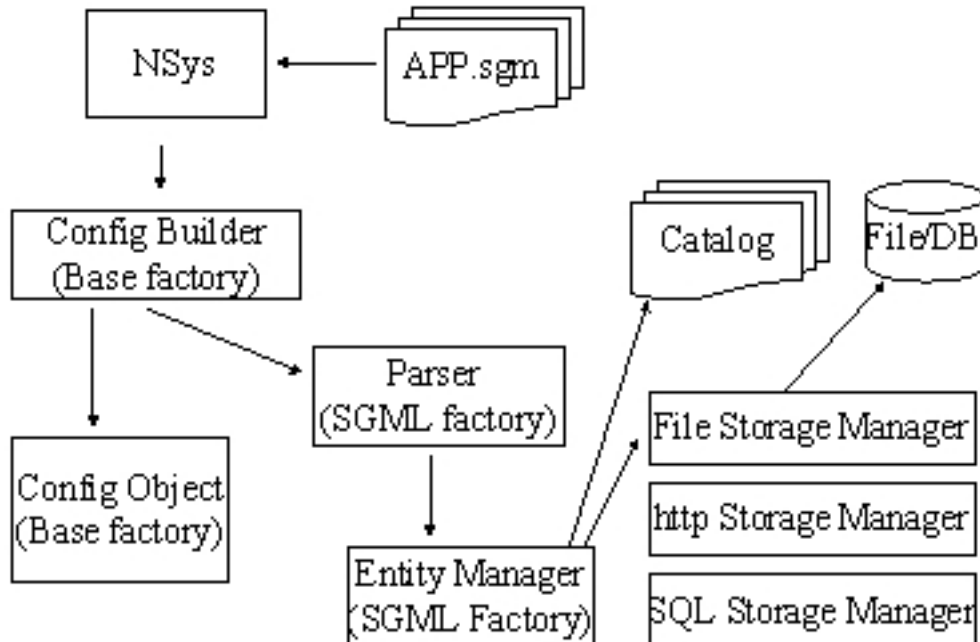 NSys
APP.sgm
Config Builder
(Base factory)
Catalog
File/DB
Parser
(SGML factory)
File Storage Manager
Config Object
(Base factory)
http Storage Manager
Entity Manager
(SGML Factory)
SQL Storage Manager